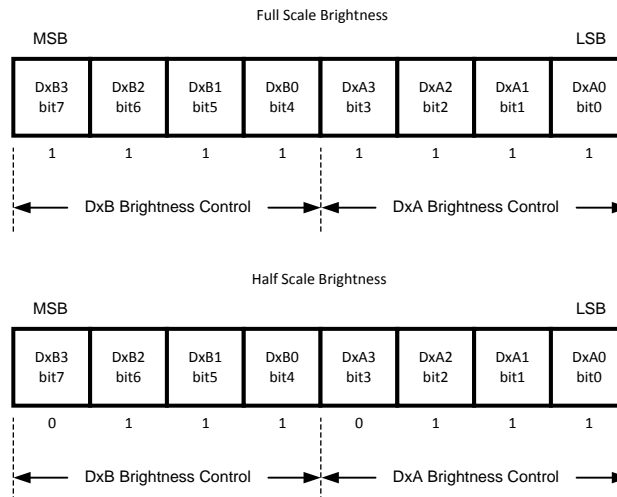 Full Scale Brightness
MSB LSB
DxB3 DxB2 DxB1 DxB0 DxA3 DxA2 DxA1 DxA0
bit7 bit6 bit5 bit4 bit3 bit2 bit1 bit0
1 1 1 1 1 1 1 1
DxB Brightness Control DxA Brightness Control
Half Scale Brightness
MSB LSB
DxB3 DxB2 DxB1 DxB0 DxA3 DxA2 DxA1 DxA0
bit7 bit6 bit5 bit4 bit3 bit2 bit1 bit0
0 1 1 1 0 1 1 1
DxB Brightness Control DxA Brightness Control